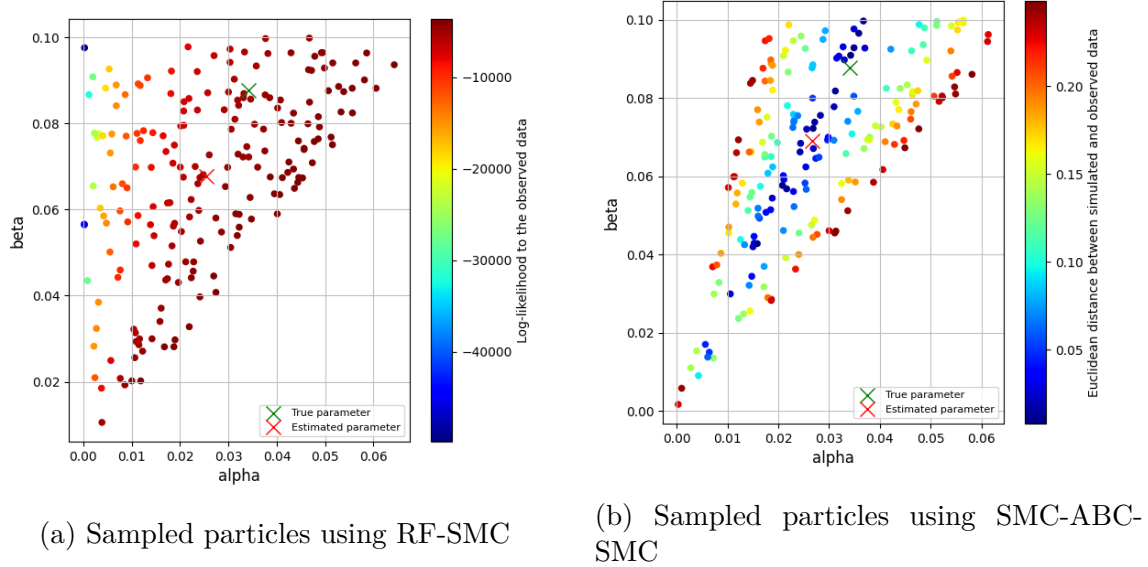 0.10
0.08
0.06
0.04
0.02
beta
0.00 0.01 0.02 0.03 0.04 0.05 0.06
alpha
True parameter
Estimated parameter
−10000
−20000
−30000
−40000
Log-likelihood to the observed data
0.10
0.08
0.06
0.04
0.02
0.00
beta
0.00 0.01 0.02 0.03 0.04 0.05 0.06
alpha
True parameter
Estimated parameter
0.20
0.15
0.10
0.05
Euclidean distance between simulated and observed data
(a) Sampled particles using RF-SMC
(b) Sampled particles using SMC-ABC-
SMC